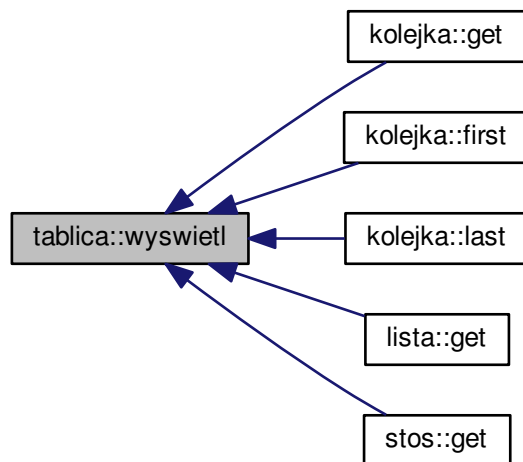 kolejka::get
kolejka::first
tablica::wyswietl
kolejka::last
lista::get
stos::get